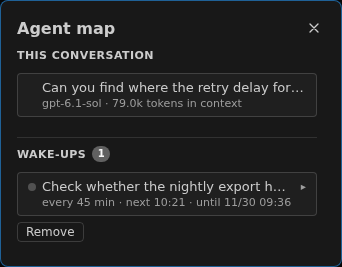 Agent map
THIS CONVERSATION
Can you find where the retry delay for…
gpt-6.1-sol · 79.0k tokens in context
WAKE-UPS 1
Check whether the nightly export h…
every 45 min · next 10:21 · until 11/30 09:36
Remove